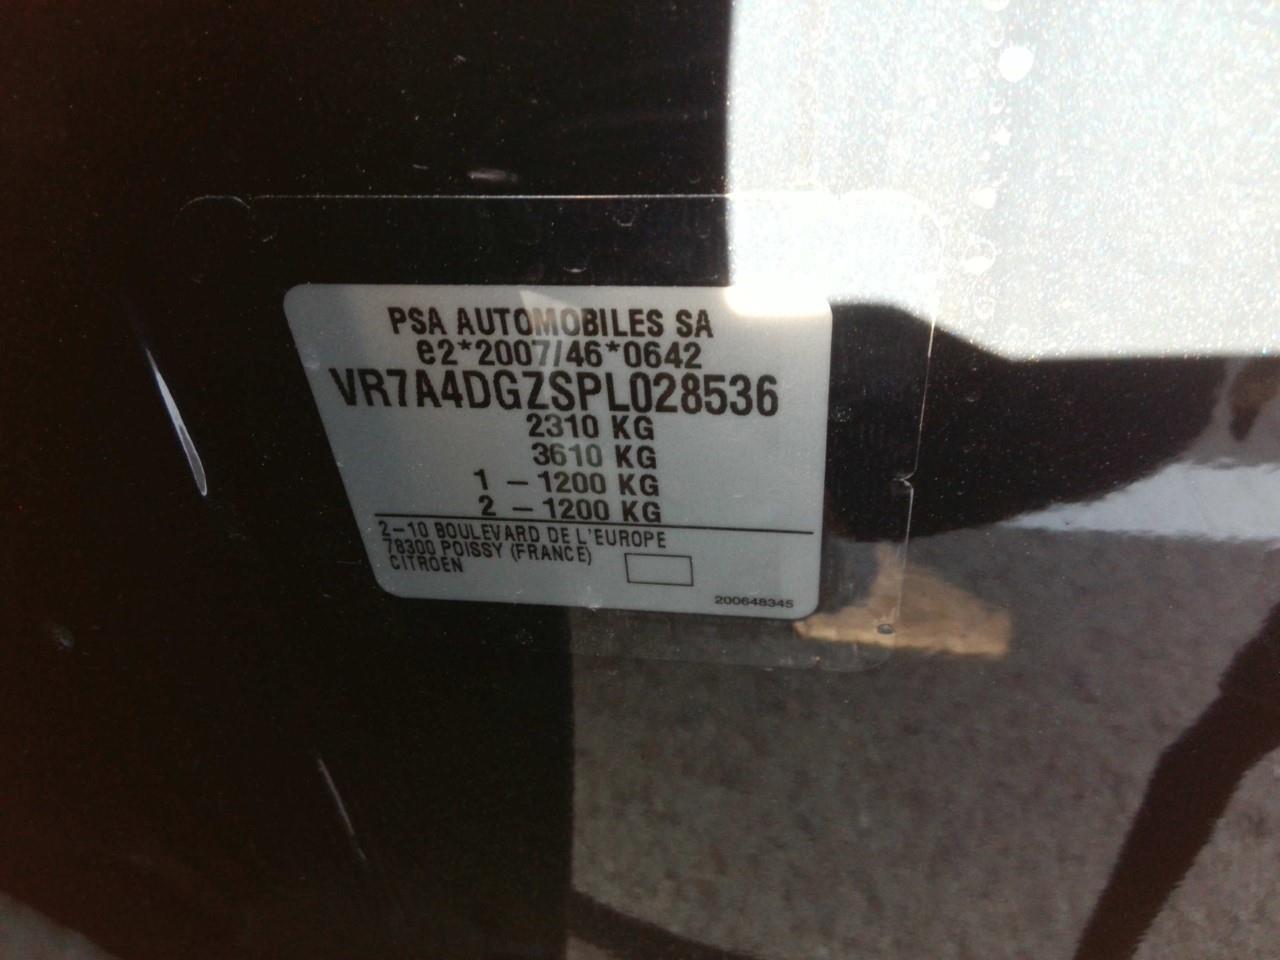 PSA AUTOMOBILES SA
e2*2007/46*0642
VR7A4DGZSPL028536
2310 KG
3610 KG
1 – 1200 KG
2 – 1200 KG
2–10 BOULEVARD DE L'EUROPE
78300 POISSY (FRANCE)
CITROEN
200648345